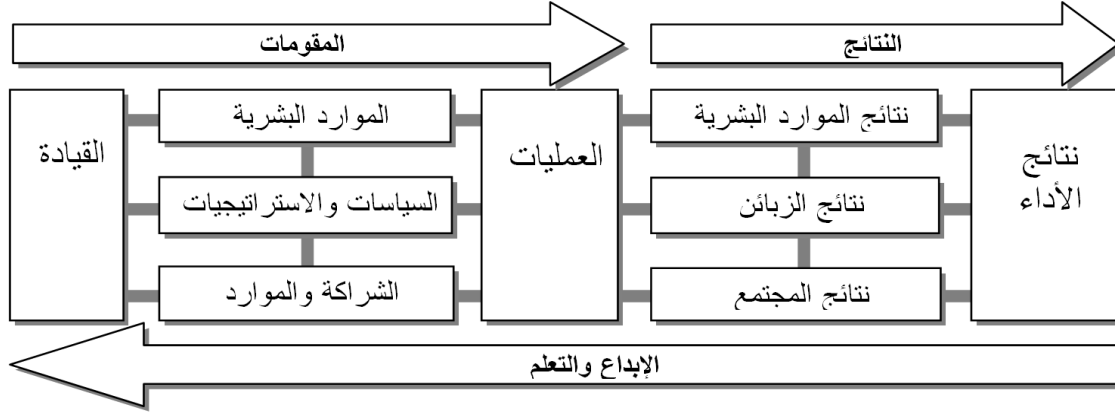 المقومات
النتائج
القيادة
الموارد البشرية
السياسات والاستراتيجيات
الشراكة والموارد
العمليات
نتائج الموارد البشرية
نتائج الزبائن
نتائج المجتمع
نتائج
الأداء
الإبداع والتعلم